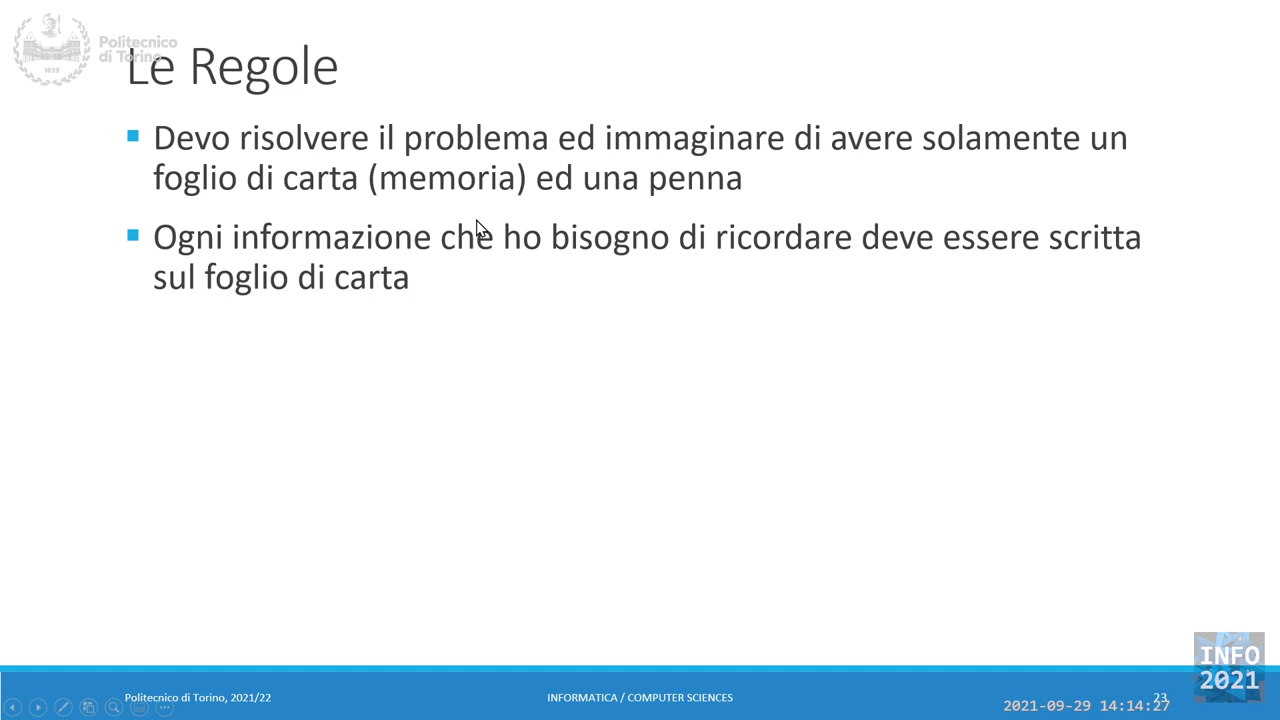 Politecnico
di Torino
1859
Le Regole
Devo risolvere il problema ed immaginare di avere solamente un
foglio di carta (memoria) ed una penna
Ogni informazione che ho bisogno di ricordare deve essere scritta
sul foglio di carta
INFO
2021
Politecnico di Torino, 2021/22
INFORMATICA / COMPUTER SCIENCES
23
2021-09-29 14:14:27